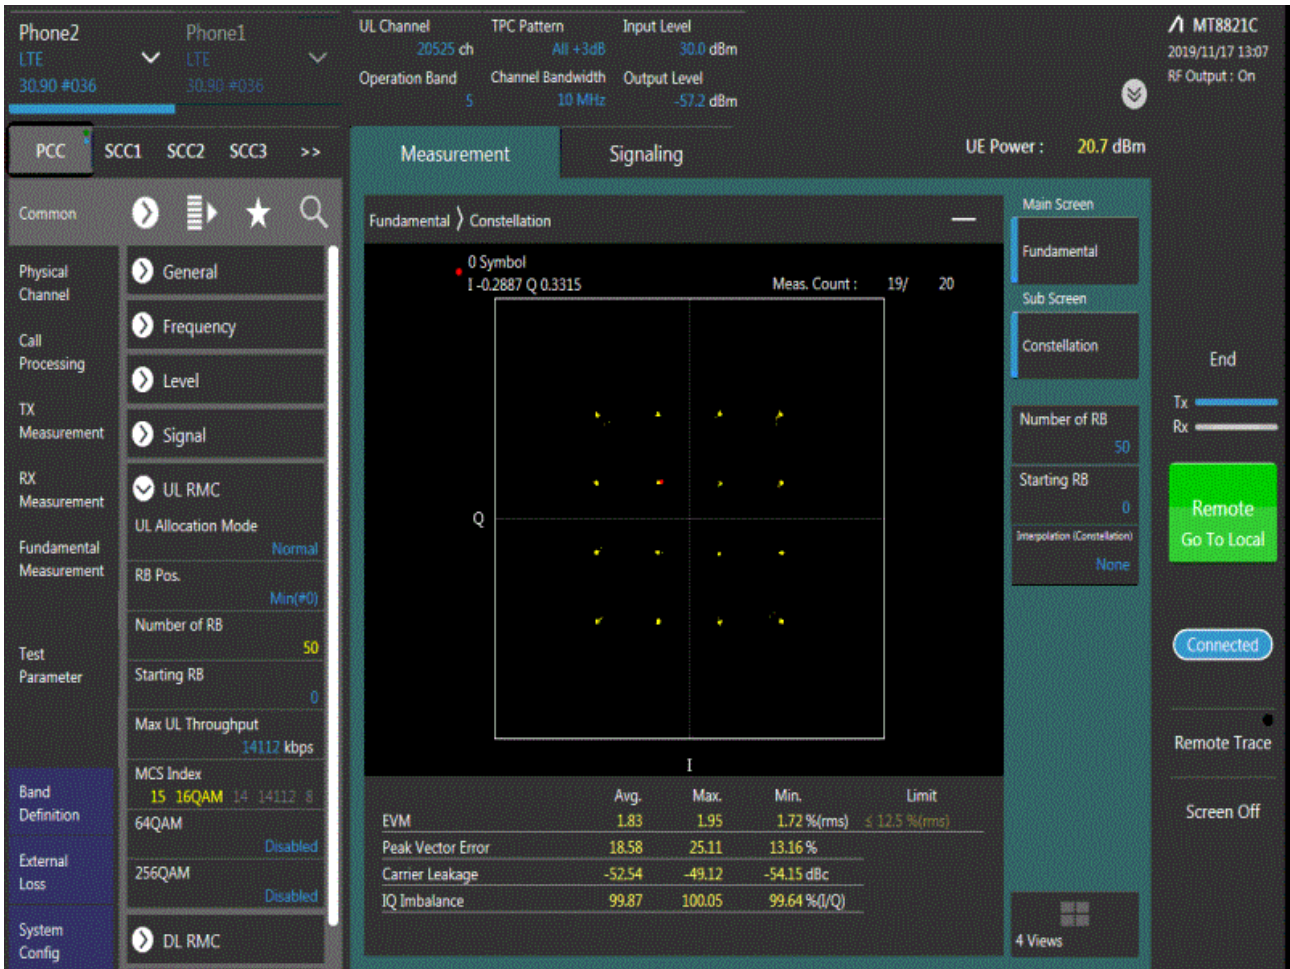 Phone2
LTE
30.90 #036
Phone1
LTE
30.90 #036
UL Channel
20525 ch
TPC Pattern
All +3dB
Input Level
30.0 dBm
Operation Band
5
Channel Bandwidth
10 MHz
Output Level
-57.2 dBm
MT8821C
2019/11/17 13:07
RF Output : On
PCC SCC1 SCC2 SCC3 >>
Measurement
Signaling
UE Power : 20.7 dBm
Common
Physical
Channel
Call
Processing
TX
Measurement
RX
Measurement
Fundamental
Measurement
Test
Parameter
Band
Definition
External
Loss
System
Config
General
Frequency
Level
Signal
UL RMC
UL Allocation Mode
Normal
RB Pos.
Min(#0)
Number of RB
50
Starting RB
0
Max UL Throughput
14112 kbps
MCS Index
15 16QAM 14 14112 8
64QAM
Disabled
256QAM
Disabled
DL RMC
Fundamental 〉 Constellation
0 Symbol
I -0.2887 Q 0.3315
Meas. Count : 19/ 20
Q
I
Avg. Max. Min. Limit
EVM 1.83 1.95 1.72 %(rms) ≤ 12.5 %(rms)
Peak Vector Error 18.58 25.11 13.16 %
Carrier Leakage -52.54 -49.12 -54.15 dBc
IQ Imbalance 99.87 100.05 99.64 %(I/Q)
Main Screen
Fundamental
Sub Screen
Constellation
Number of RB
50
Starting RB
0
Interpolation (Constellation)
None
4 Views
End
Tx
Rx
Remote
Go To Local
Connected
Remote Trace
Screen Off